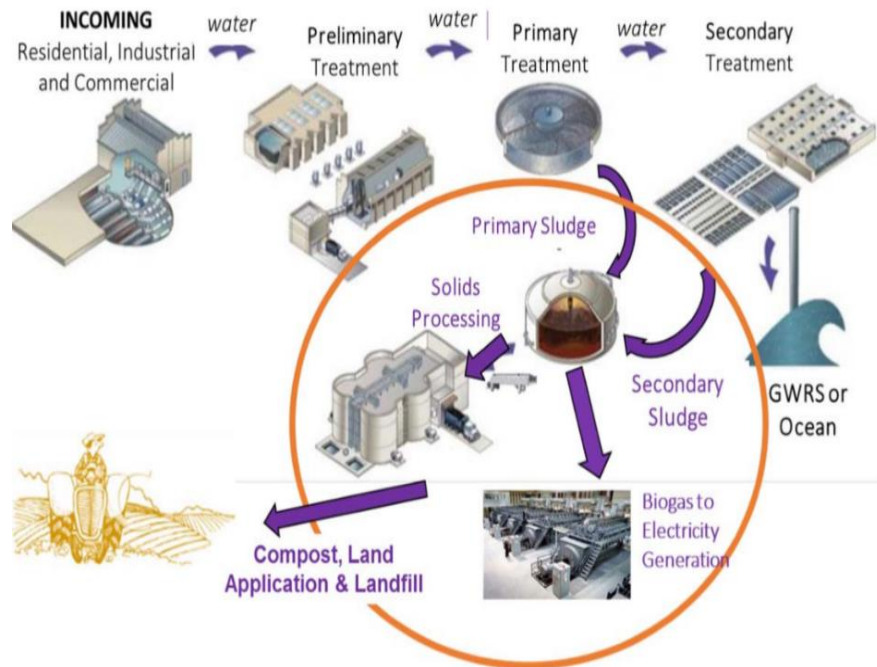 INCOMING
Residential, Industrial
and Commercial
water
Preliminary
Treatment
water
Primary
Treatment
water
Secondary
Treatment
Primary Sludge
Solids
Processing
Secondary
Sludge
GWRS or
Ocean
Biogas to
Electricity
Generation
Compost, Land
Application & Landfill